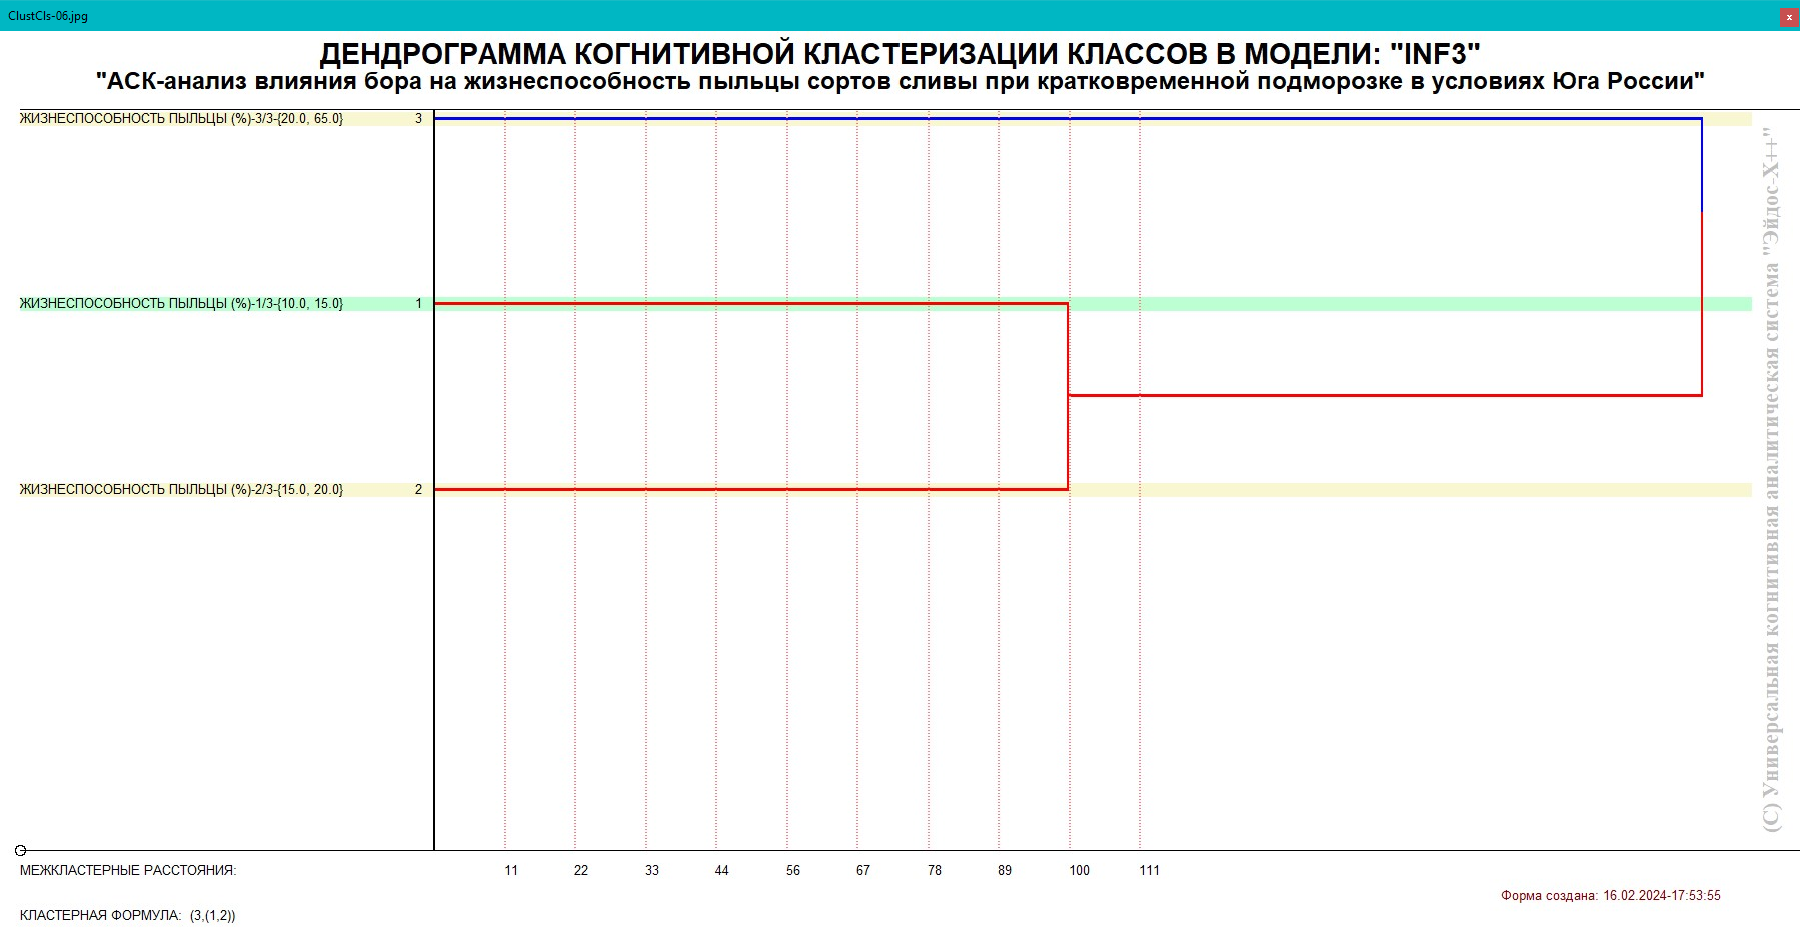 ClustCls-06.jpg
x
ДЕНДРОГРАММА КОГНИТИВНОЙ КЛАСТЕРИЗАЦИИ КЛАССОВ В МОДЕЛИ: "INF3"
"АСК-анализ влияния бора на жизнеспособность пыльцы сортов сливы при кратковременной подморозке в условиях Юга России"
ЖИЗНЕСПОСОБНОСТЬ ПЫЛЬЦЫ (%)-3/3-{20.0, 65.0} 3
ЖИЗНЕСПОСОБНОСТЬ ПЫЛЬЦЫ (%)-1/3-{10.0, 15.0} 1
ЖИЗНЕСПОСОБНОСТЬ ПЫЛЬЦЫ (%)-2/3-{15.0, 20.0} 2
(C) Универсальная когнитивная аналитическая система "Эйдос-X++"
МЕЖКЛАСТЕРНЫЕ РАССТОЯНИЯ: 11 22 33 44 56 67 78 89 100 111
Форма создана: 16.02.2024-17:53:55
КЛАСТЕРНАЯ ФОРМУЛА: (3,(1,2))